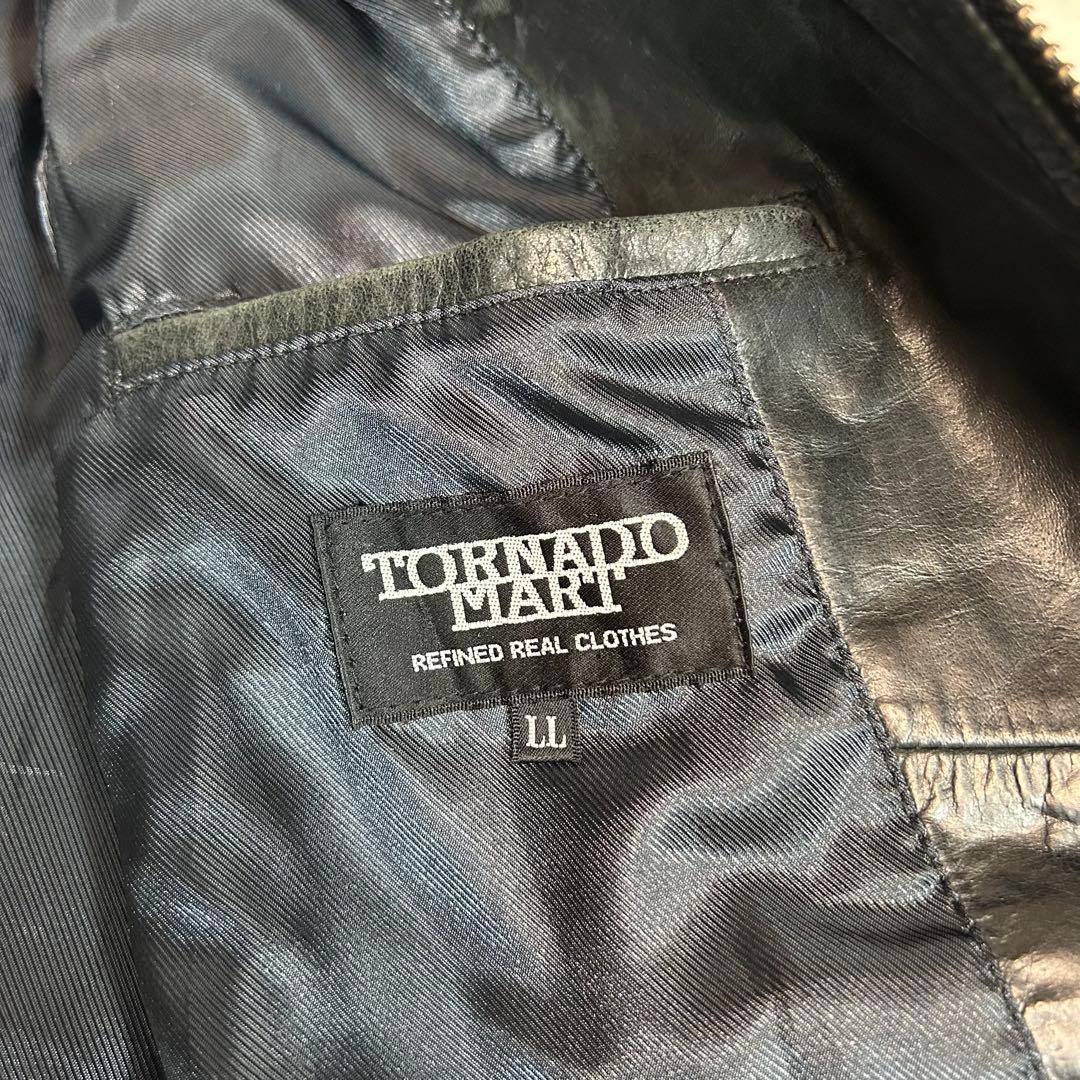 TORNADO
MART
REFINED REAL CLOTHES
LL